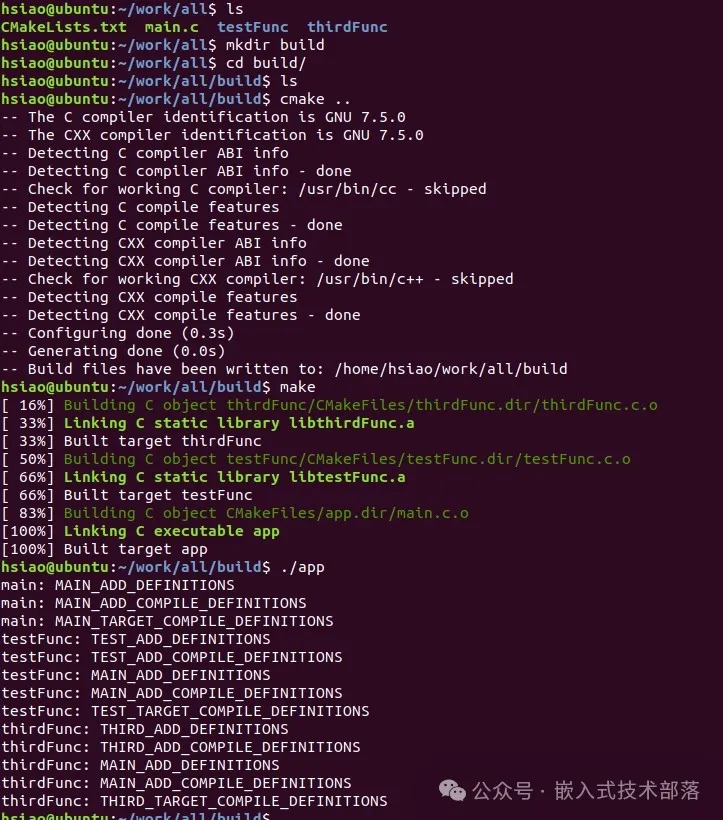 hsiao@ubuntu:~/work/all$ ls
CMakeLists.txt  main.c  testFunc  thirdFunc
hsiao@ubuntu:~/work/all$ mkdir build
hsiao@ubuntu:~/work/all$ cd build/
hsiao@ubuntu:~/work/all/build$ ls
hsiao@ubuntu:~/work/all/build$ cmake ..
-- The C compiler identification is GNU 7.5.0
-- The CXX compiler identification is GNU 7.5.0
-- Detecting C compiler ABI info
-- Detecting C compiler ABI info - done
-- Check for working C compiler: /usr/bin/cc - skipped
-- Detecting C compile features
-- Detecting C compile features - done
-- Detecting CXX compiler ABI info
-- Detecting CXX compiler ABI info - done
-- Check for working CXX compiler: /usr/bin/c++ - skipped
-- Detecting CXX compile features
-- Detecting CXX compile features - done
-- Configuring done (0.3s)
-- Generating done (0.0s)
-- Build files have been written to: /home/hsiao/work/all/build
hsiao@ubuntu:~/work/all/build$ make
[ 16%] Building C object thirdFunc/CMakeFiles/thirdFunc.dir/thirdFunc.c.o
[ 33%] Linking C static library libthirdFunc.a
[ 33%] Built target thirdFunc
[ 50%] Building C object testFunc/CMakeFiles/testFunc.dir/testFunc.c.o
[ 66%] Linking C static library libtestFunc.a
[ 66%] Built target testFunc
[ 83%] Building C object CMakeFiles/app.dir/main.c.o
[100%] Linking C executable app
[100%] Built target app
hsiao@ubuntu:~/work/all/build$ ./app
main: MAIN_ADD_DEFINITIONS
main: MAIN_ADD_COMPILE_DEFINITIONS
main: MAIN_TARGET_COMPILE_DEFINITIONS
testFunc: TEST_ADD_DEFINITIONS
testFunc: TEST_ADD_COMPILE_DEFINITIONS
testFunc: MAIN_ADD_DEFINITIONS
testFunc: MAIN_ADD_COMPILE_DEFINITIONS
testFunc: TEST_TARGET_COMPILE_DEFINITIONS
thirdFunc: THIRD_ADD_DEFINITIONS
thirdFunc: THIRD_ADD_COMPILE_DEFINITIONS
thirdFunc: MAIN_ADD_DEFINITIONS
thirdFunc: MAIN_ADD_COMPILE_DEFINITIONS
thirdFunc: THIRD_TARGET_COMPILE_DEFINITIONS
公众号 · 嵌入式技术部落
hsiao@ubuntu:~/work/all/build$